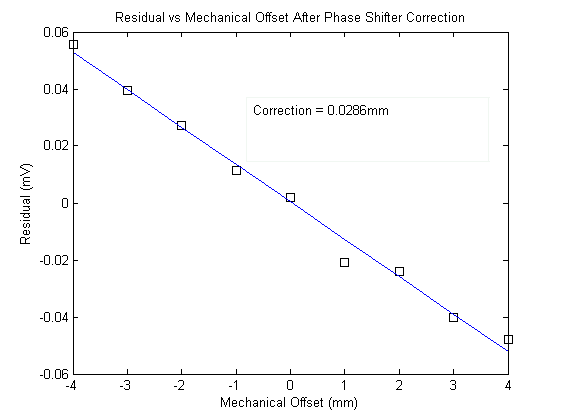 Residual vs Mechanical Offset After Phase Shifter Correction
0.06
0.04
0.02
0
-0.02
-0.04
-0.06
Residual (mV)
Correction = 0.0286mm
-4 -3 -2 -1 0 1 2 3 4
Mechanical Offset (mm)